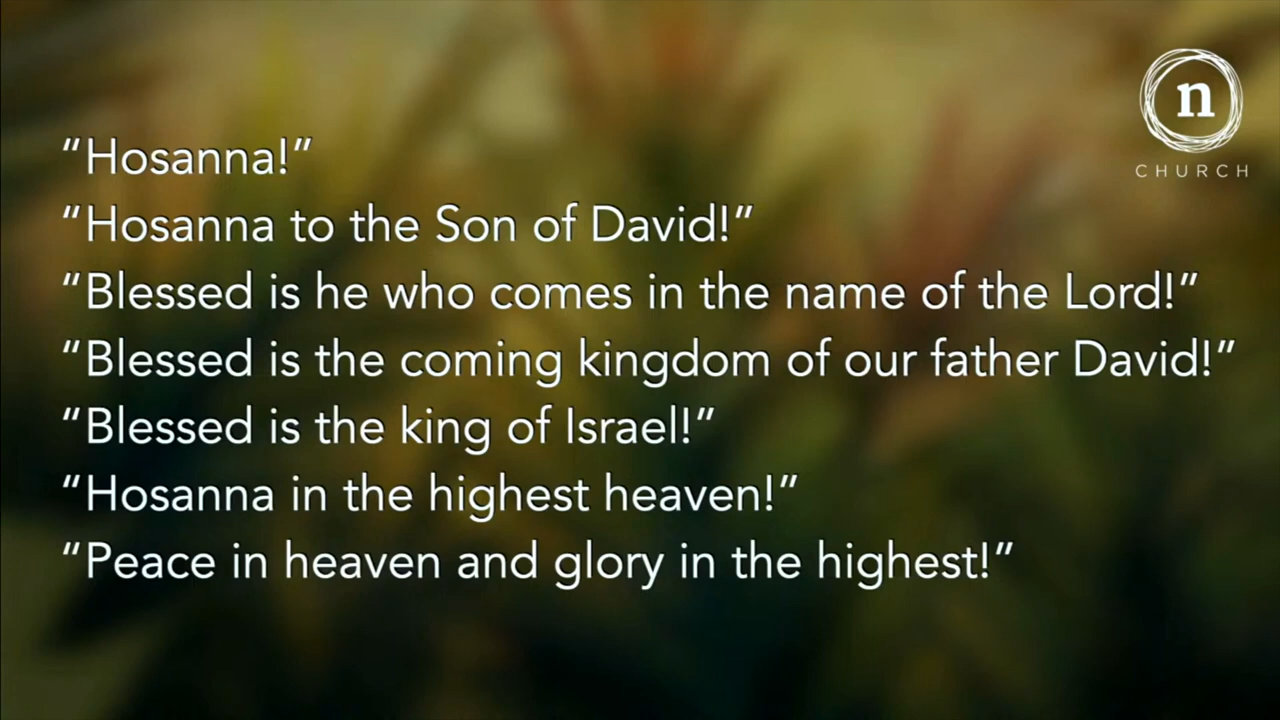 n
CHURCH
“Hosanna!”
“Hosanna to the Son of David!”
“Blessed is he who comes in the name of the Lord!”
“Blessed is the coming kingdom of our father David!”
“Blessed is the king of Israel!”
“Hosanna in the highest heaven!”
“Peace in heaven and glory in the highest!”